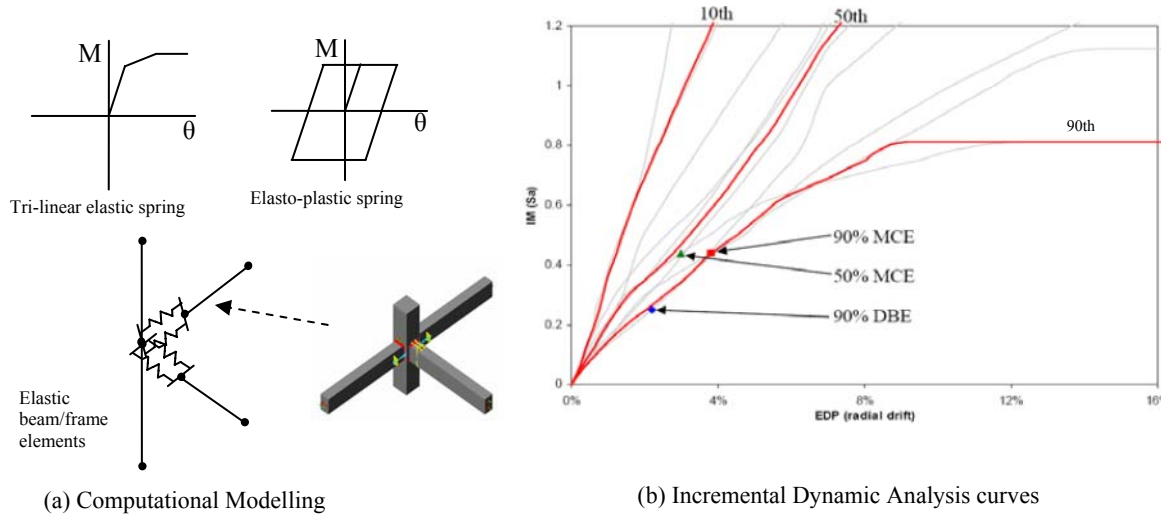 M
θ
Tri-linear elastic spring
M
θ
Elasto-plastic spring
Elastic
beam/frame
elements
(a) Computational Modelling
1.2
1
0.8
0.6
0.4
0.2
0
IM (Sa)
10th
50th
90th
90% MCE
50% MCE
90% DBE
0%
4%
8%
12%
16%
EDP (radial drift)
(b) Incremental Dynamic Analysis curves